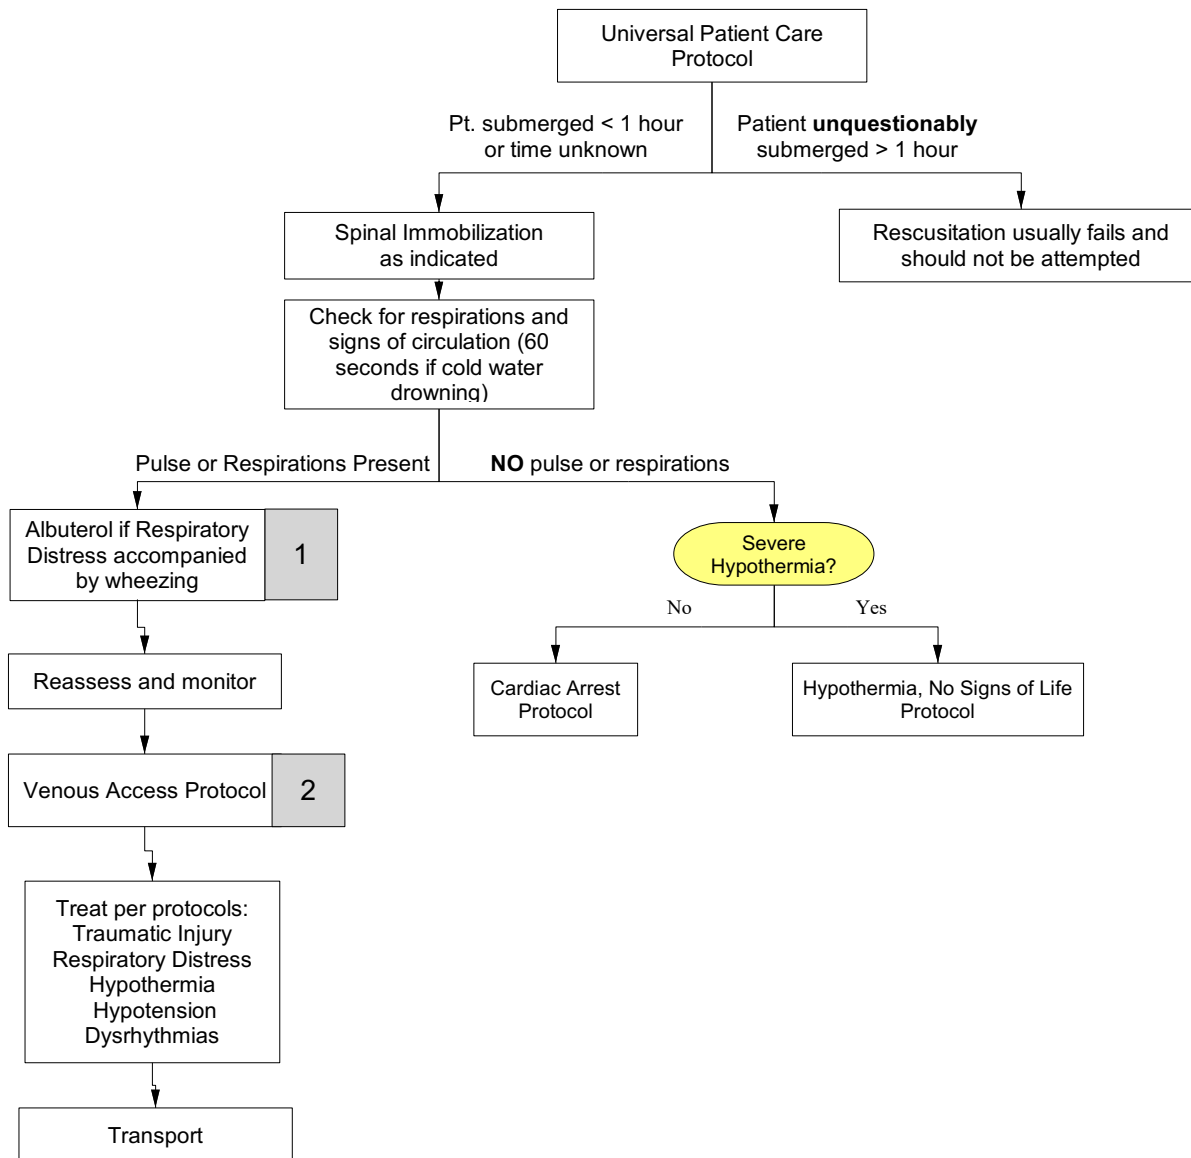 Universal Patient Care
Protocol
Pt. submerged < 1 hour
or time unknown
Patient unquestionably
submerged > 1 hour
Spinal Immobilization
as indicated
Rescusitation usually fails and
should not be attempted
Check for respirations and
signs of circulation (60
seconds if cold water
drowning)
Pulse or Respirations Present
NO pulse or respirations
Albuterol if Respiratory
Distress accompanied
by wheezing
1
Severe
Hypothermia?
No
Yes
Reassess and monitor
Cardiac Arrest
Protocol
Hypothermia, No Signs of Life
Protocol
Venous Access Protocol
2
Treat per protocols:
Traumatic Injury
Respiratory Distress
Hypothermia
Hypotension
Dysrhythmias
Transport